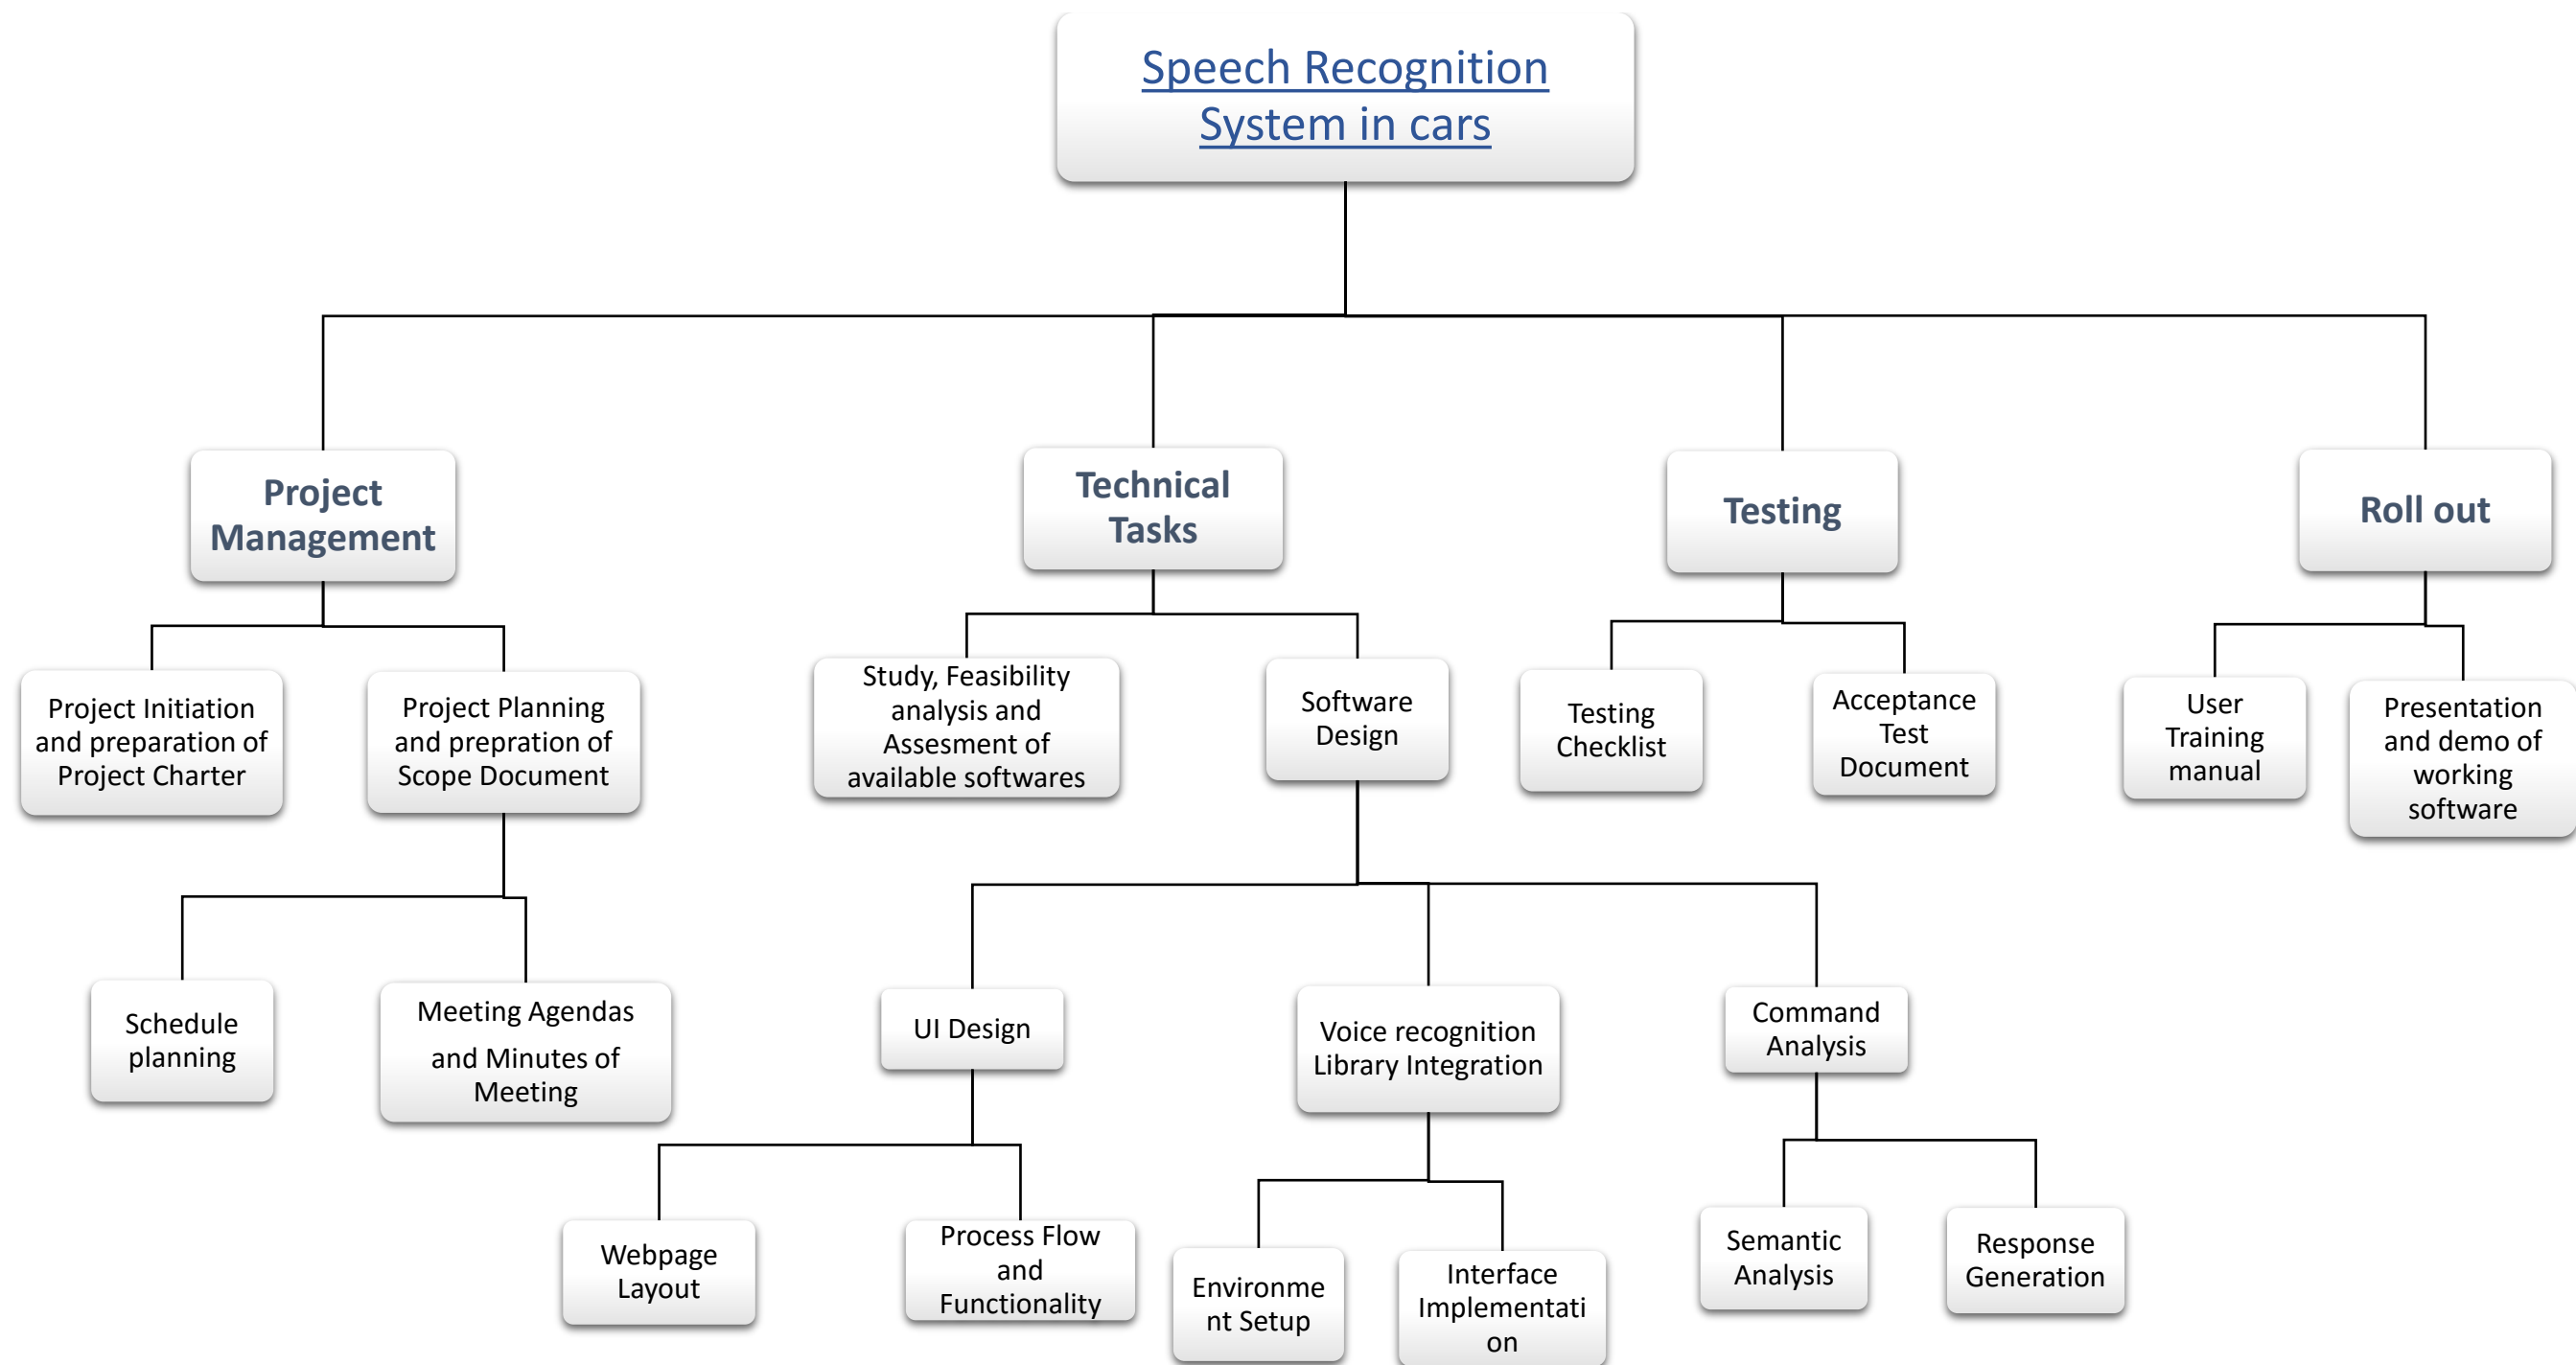 Speech Recognition
System in cars
Project
Management
Technical
Tasks
Testing
Roll out
Project Initiation
and preparation of
Project Charter
Project Planning
and prepration of
Scope Document
Study, Feasibility
analysis and
Assesment of
available softwares
Software
Design
Testing
Checklist
Acceptance
Test
Document
User
Training
manual
Presentation
and demo of
working
software
Schedule
planning
Meeting Agendas
and Minutes of
Meeting
UI Design
Voice recognition
Library Integration
Command
Analysis
Webpage
Layout
Process Flow
and
Functionality
Environme
nt Setup
Interface
Implementati
on
Semantic
Analysis
Response
Generation